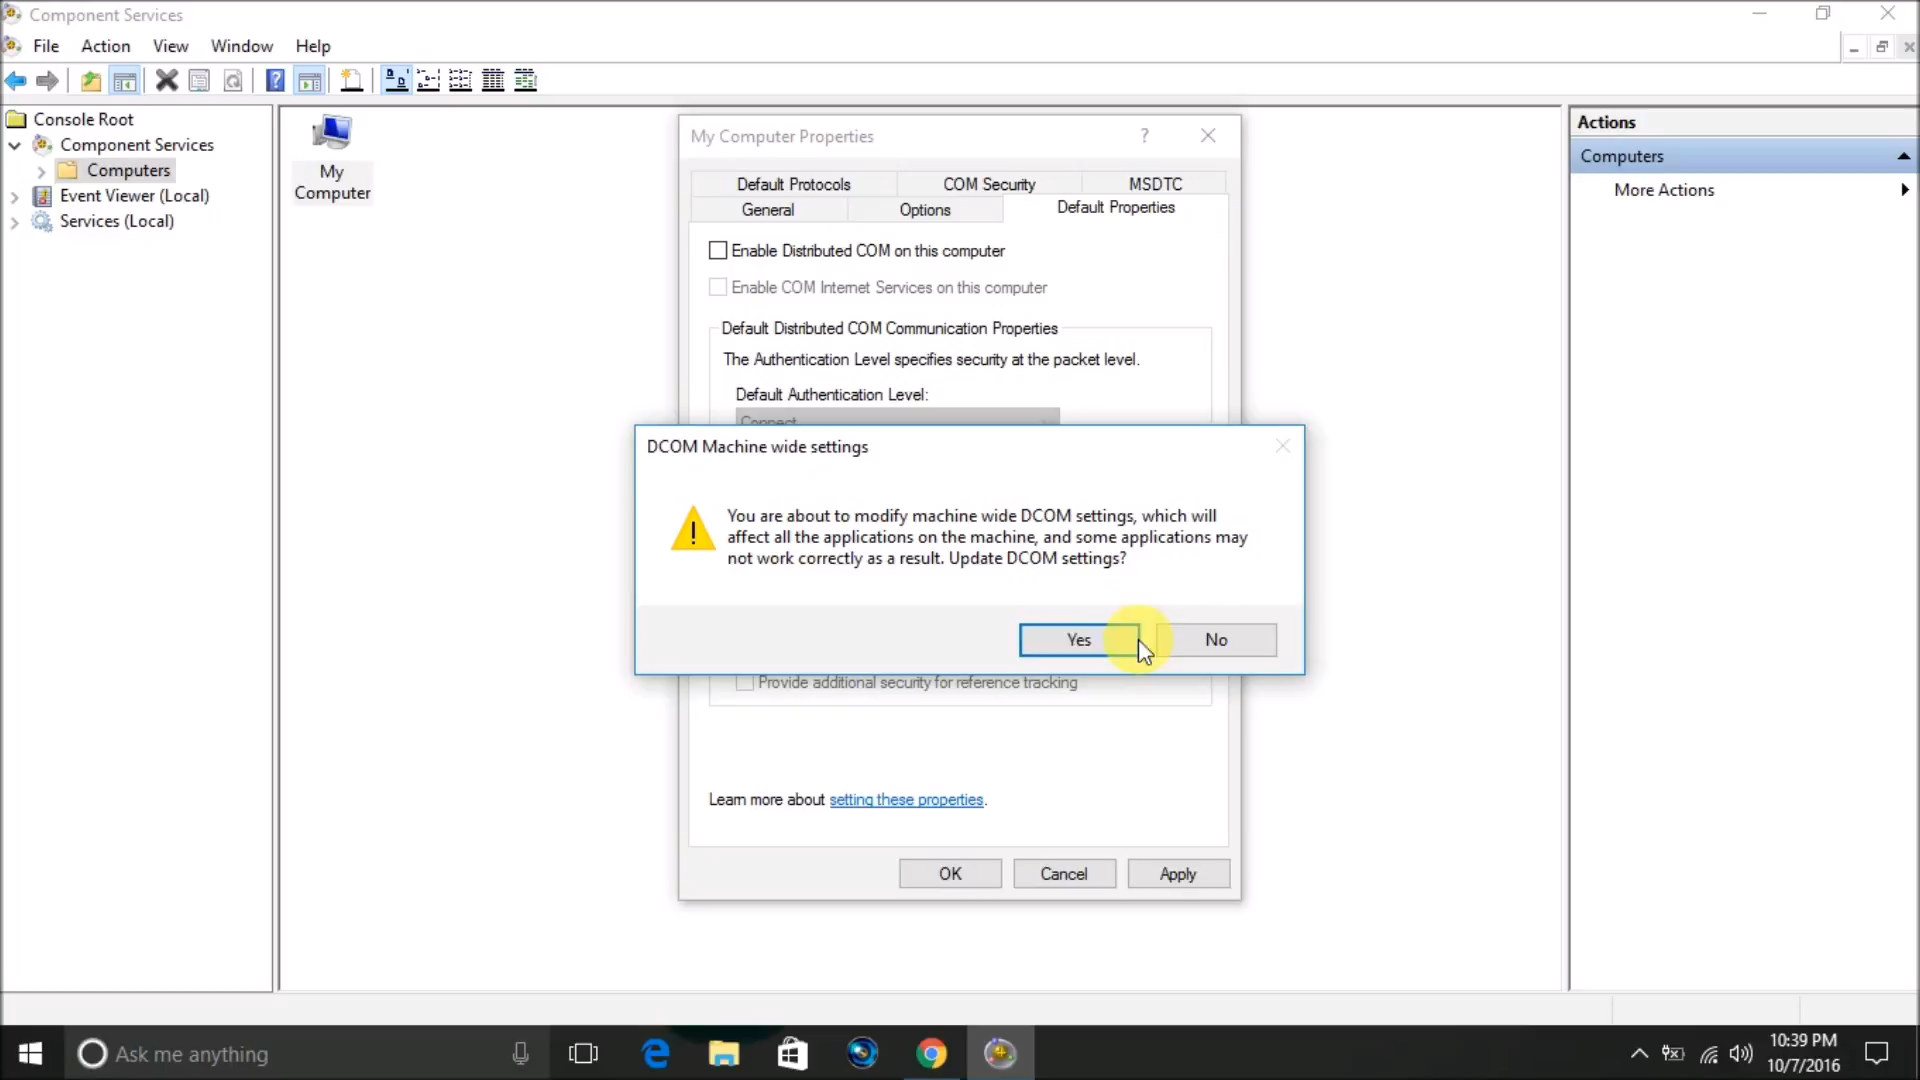 Component Services
File Action View Window Help
Console Root
Component Services
Computers
Event Viewer (Local)
Services (Local)
My
Computer
My Computer Properties
Default Protocols COM Security MSDTC
General Options Default Properties
Enable Distributed COM on this computer
Enable COM Internet Services on this computer
Default Distributed COM Communication Properties
The Authentication Level specifies security at the packet level.
Default Authentication Level:
Connect
DCOM Machine wide settings
You are about to modify machine wide DCOM settings, which will
affect all the applications on the machine, and some applications may
not work correctly as a result. Update DCOM settings?
Yes No
Provide additional security for reference tracking
Learn more about setting these properties.
OK Cancel Apply
Actions
Computers
More Actions
Ask me anything
10:39 PM
10/7/2016